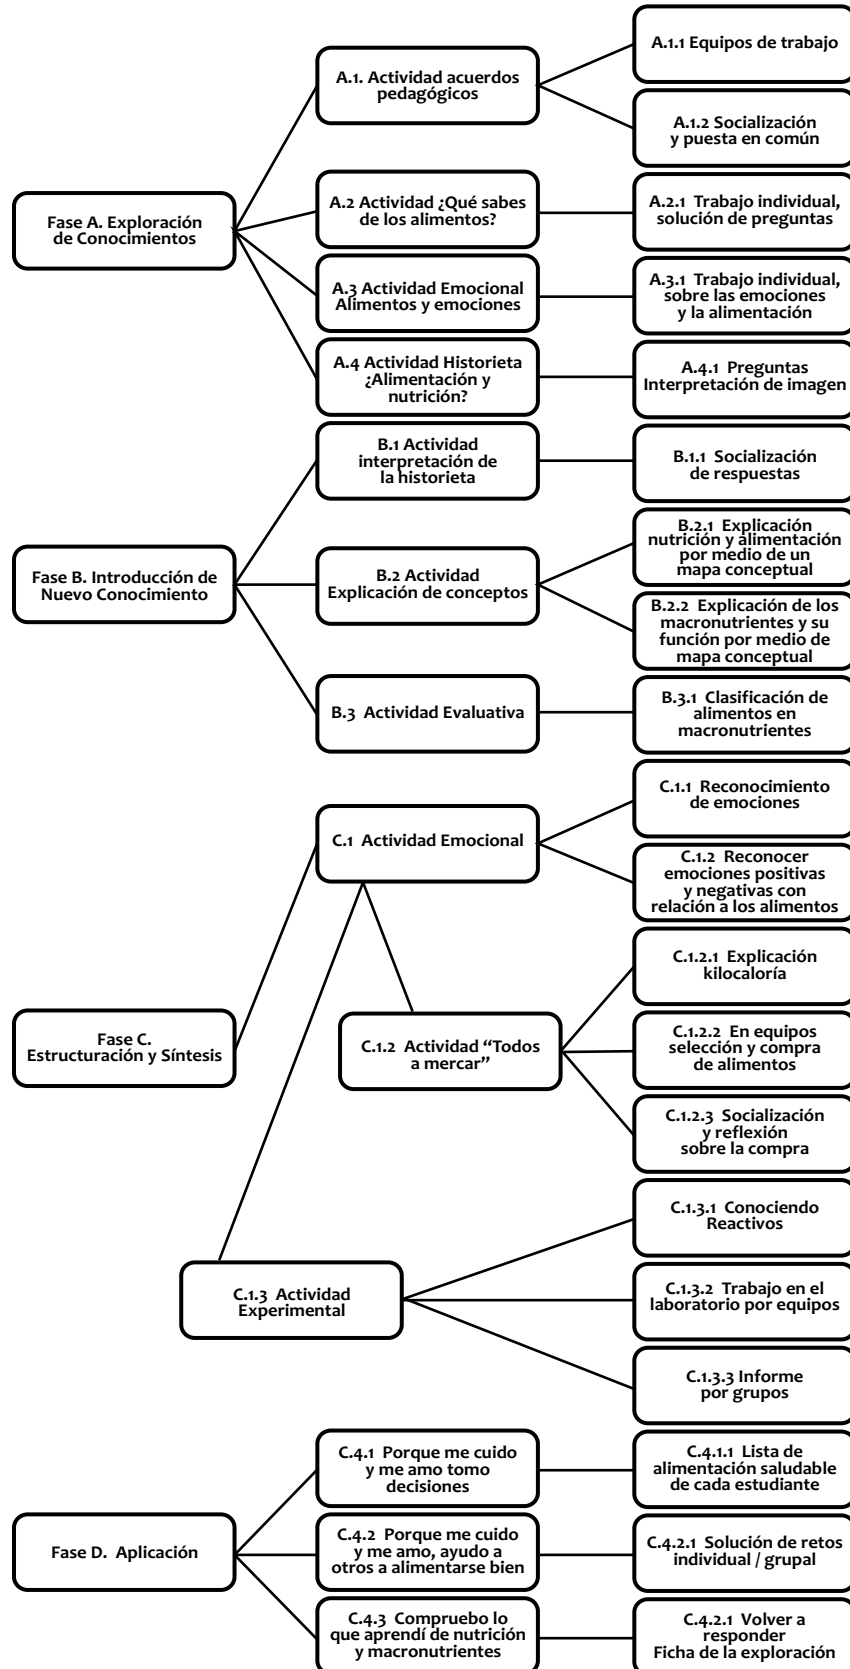 Fase A. Exploración
de Conocimientos
A.1. Actividad acuerdos
pedagógicos
A.1.1 Equipos de trabajo
A.1.2 Socialización
y puesta en común
A.2 Actividad ¿Qué sabes
de los alimentos?
A.2.1 Trabajo individual,
solución de preguntas
A.3 Actividad Emocional
Alimentos y emociones
A.3.1 Trabajo individual,
sobre las emociones
y la alimentación
A.4 Actividad Historieta
¿Alimentación y
nutrición?
A.4.1 Preguntas
Interpretación de imagen
Fase B. Introducción de
Nuevo Conocimiento
B.1 Actividad
interpretación de
la historieta
B.1.1 Socialización
de respuestas
B.2 Actividad
Explicación de conceptos
B.2.1 Explicación
nutrición y alimentación
por medio de un
mapa conceptual
B.2.2 Explicación de los
macronutrientes y su
función por medio de
mapa conceptual
B.3 Actividad Evaluativa
B.3.1 Clasificación de
alimentos en
macronutrientes
Fase C.
Estructuración y Síntesis
C.1 Actividad Emocional
C.1.1 Reconocimiento
de emociones
C.1.2 Reconocer
emociones positivas
y negativas con
relación a los alimentos
C.1.2 Actividad “Todos
a mercar”
C.1.2.1 Explicación
kilocaloría
C.1.2.2 En equipos
selección y compra
de alimentos
C.1.2.3 Socialización
y reflexión
sobre la compra
C.1.3 Actividad
Experimental
C.1.3.1 Conociendo
Reactivos
C.1.3.2 Trabajo en el
laboratorio por equipos
C.1.3.3 Informe
por grupos
Fase D. Aplicación
C.4.1 Porque me cuido
y me amo tomo
decisiones
C.4.1.1 Lista de
alimentación saludable
de cada estudiante
C.4.2 Porque me cuido
y me amo, ayudo a
otros a alimentarse bien
C.4.2.1 Solución de retos
individual / grupal
C.4.3 Compruebo lo
que aprendí de nutrición
y macronutrientes
C.4.2.1 Volver a
responder
Ficha de la exploración